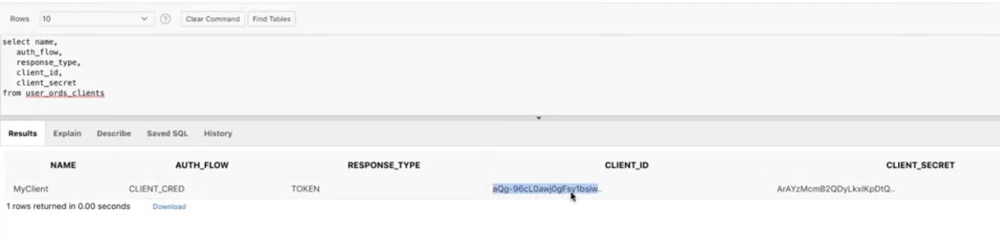 Rows 10 ? Clear Command Find Tables
select name,
auth_flow,
response_type,
client_id,
client_secret
from user_ords_clients
Results Explain Describe Saved SQL History
NAME AUTH_FLOW RESPONSE_TYPE CLIENT_ID CLIENT_SECRET
MyClient CLIENT_CRED TOKEN aQg-96cL0awj0gFsy1bslw.. ArAYzMcmB2QDyLkxIKpDtQ..
1 rows returned in 0.00 seconds Download